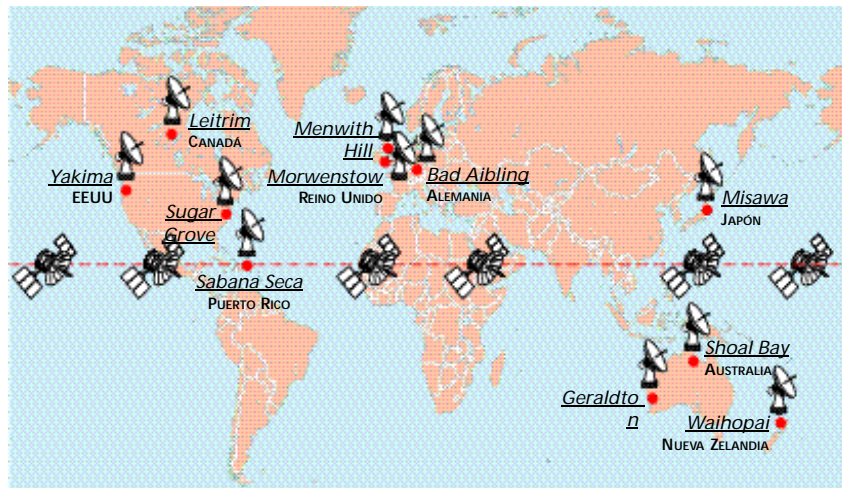 Leitrim
CANADÁ
Yakima
EEUU
Sugar
Grove
Sabana Seca
PUERTO RICO
Menwith
Hill
Morwenstow
REINO UNIDO
Bad Aibling
ALEMANIA
Misawa
JAPÓN
Shoal Bay
AUSTRALIA
Geraldto
n
Waihopai
NUEVA ZELANDIA